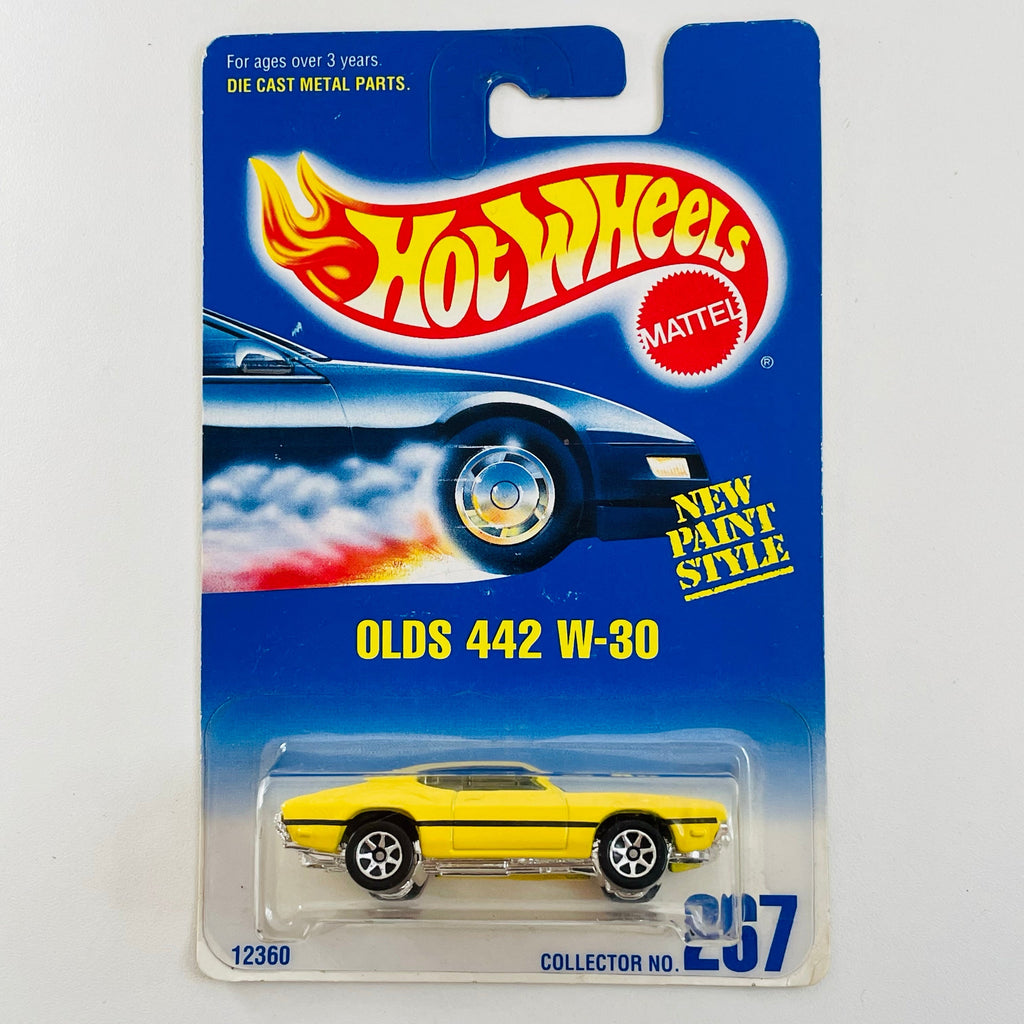 For ages over 3 years.
DIE CAST METAL PARTS.
HOT WHEELS
MATTEL
®
NEW
PAINT
STYLE
OLDS 442 W-30
12360
COLLECTOR NO. 267